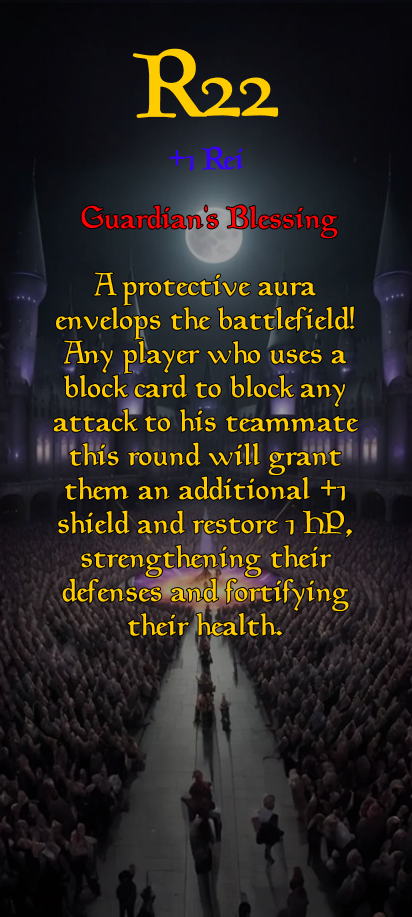 R22
+1 Rei
Guardian's Blessing
A protective aura
envelops the battlefield!
Any player who uses a
block card to block any
attack to his teammate
this round will grant
them an additional +1
shield and restore 1 HP,
strengthening their
defenses and fortifying
their health.